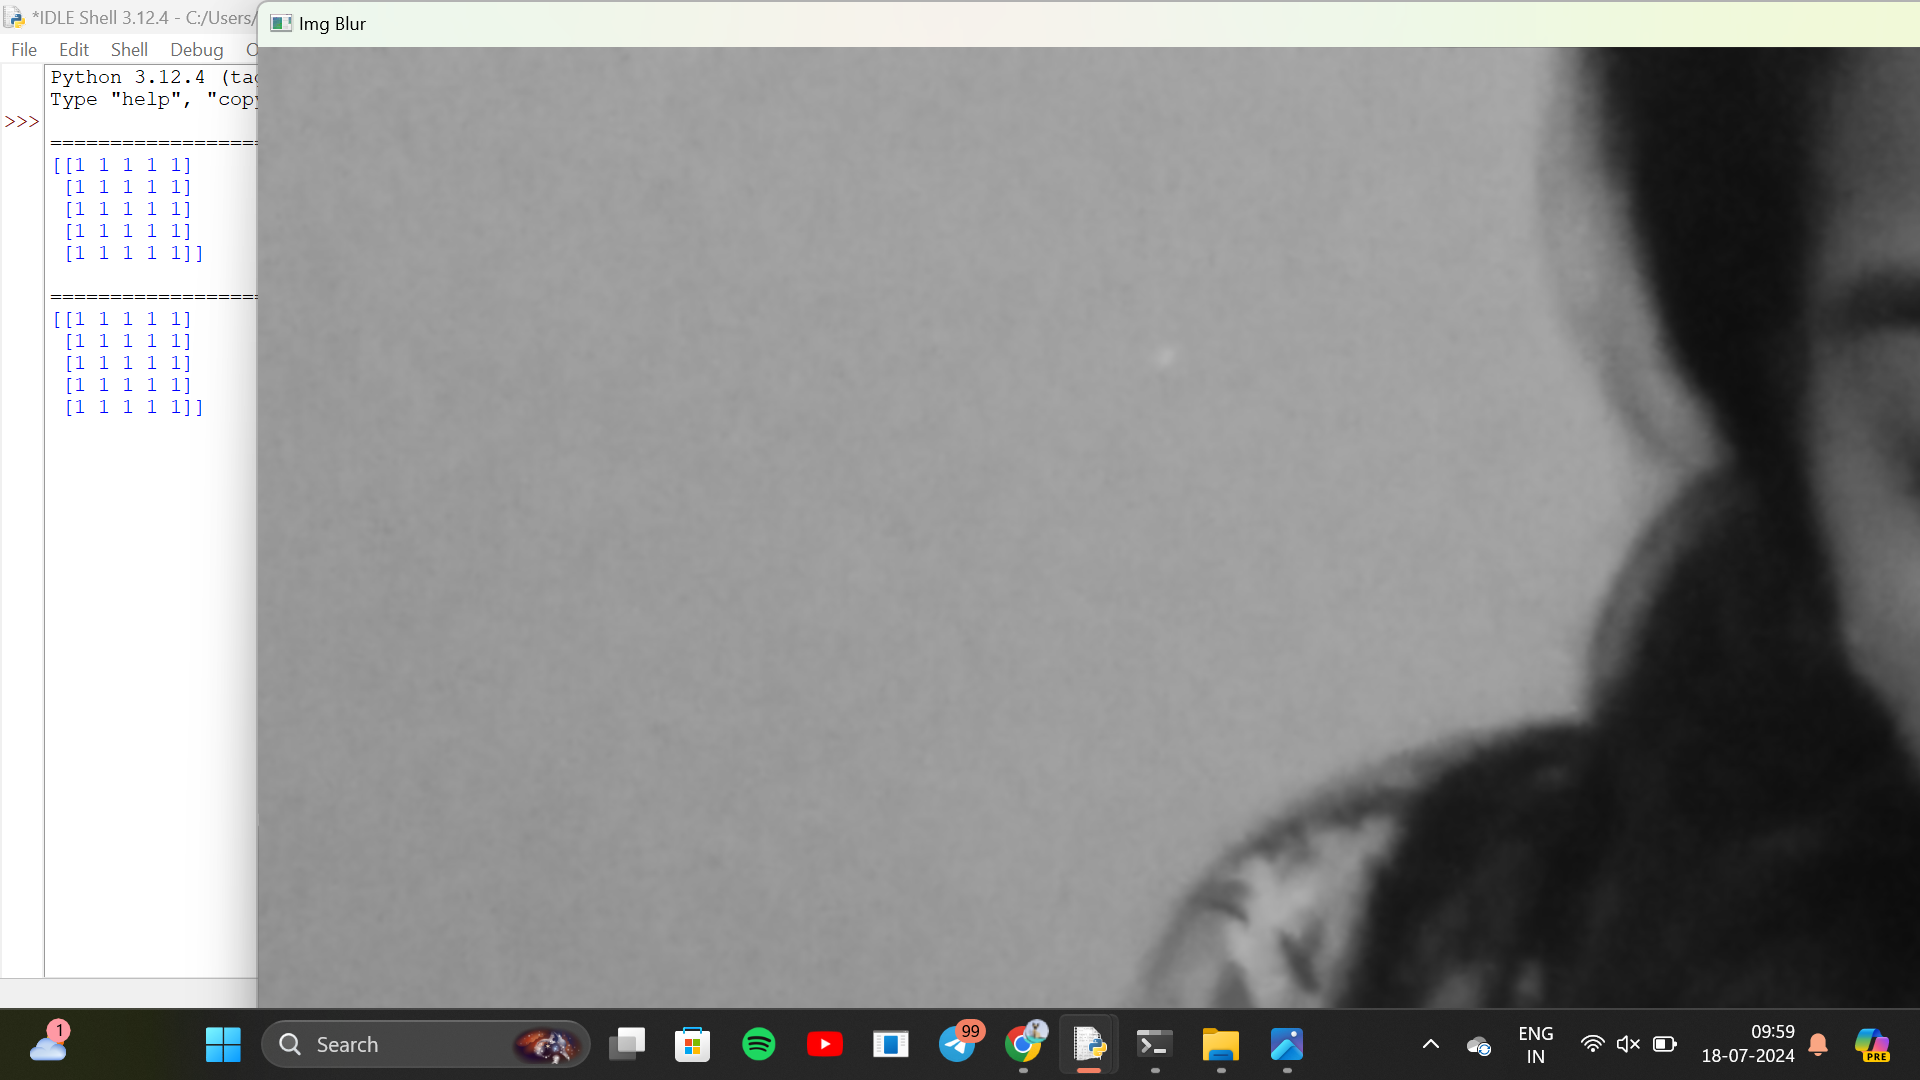 *IDLE Shell 3.12.4 - C:/Users/
File Edit Shell Debug O
Python 3.12.4 (tag
Type "help", "copy
>>>
==================
[[1 1 1 1 1]
[1 1 1 1 1]
[1 1 1 1 1]
[1 1 1 1 1]
[1 1 1 1 1]]
==================
[[1 1 1 1 1]
[1 1 1 1 1]
[1 1 1 1 1]
[1 1 1 1 1]
[1 1 1 1 1]]
Img Blur
1
Search
99
ENG
IN
09:59
18-07-2024
PRE